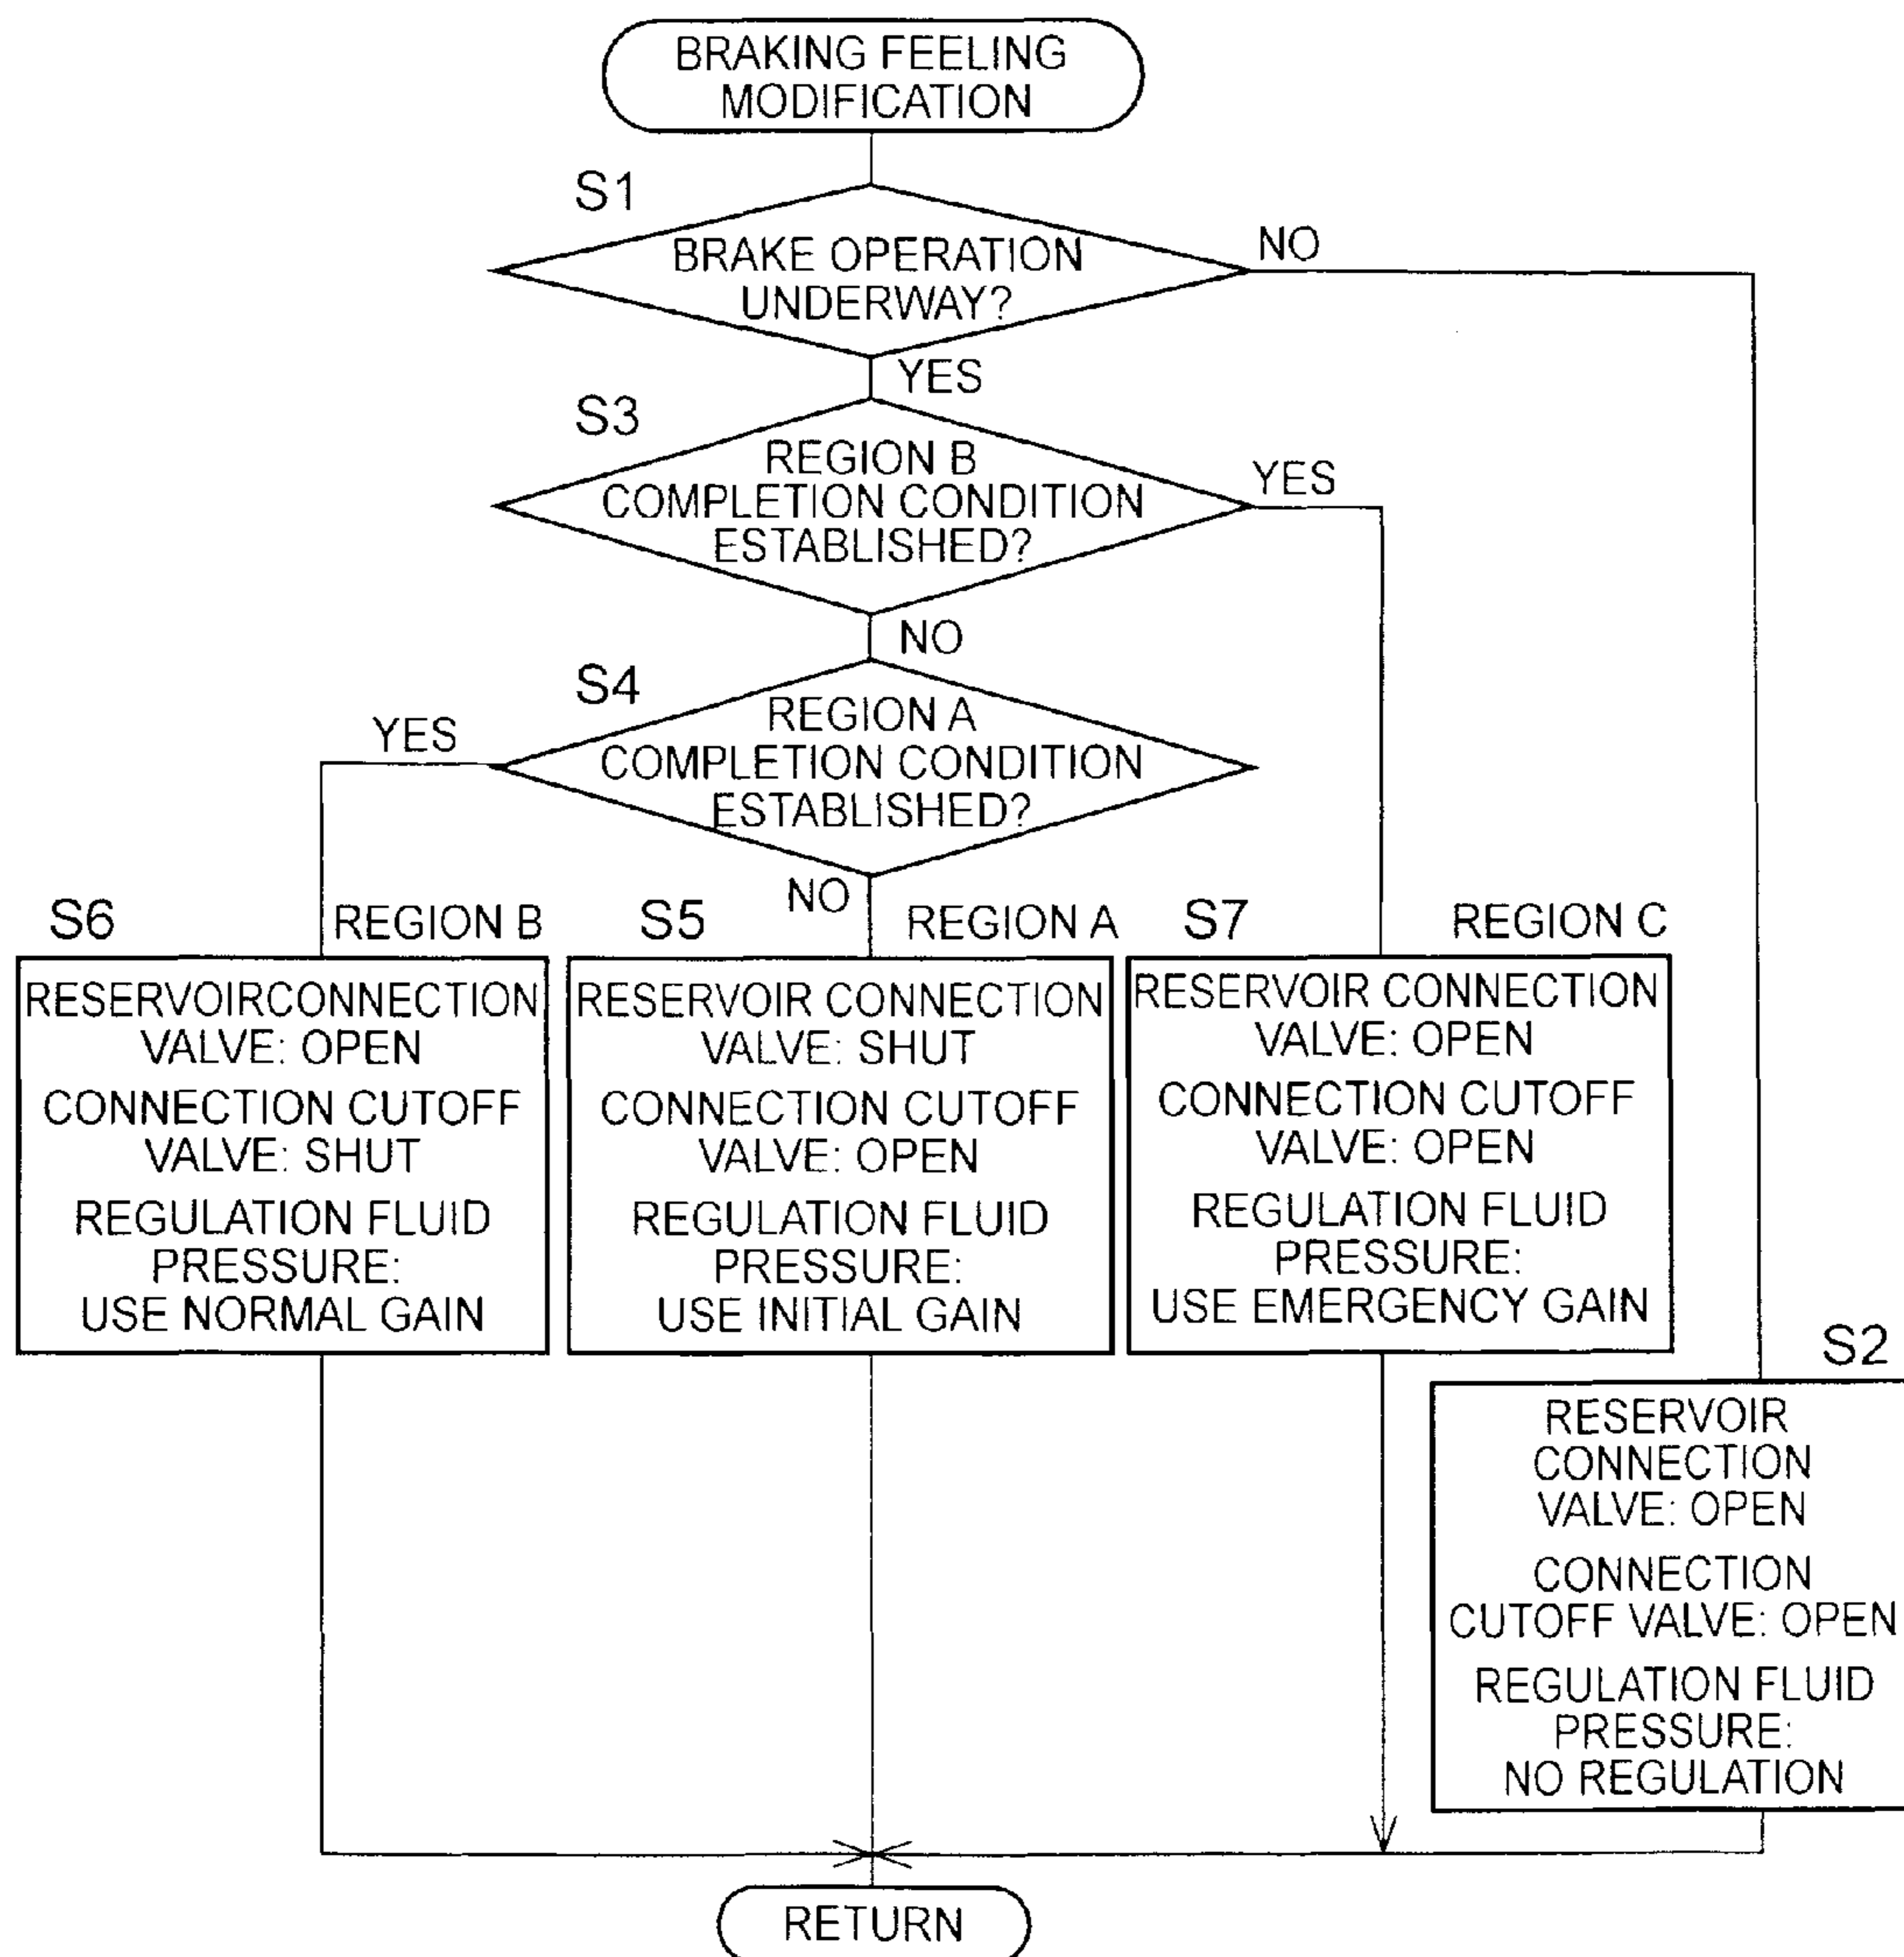 BRAKING FEELING
MODIFICATION
S1
BRAKE OPERATION
UNDERWAY?
NO
YES
S3
REGION B
COMPLETION CONDITION
ESTABLISHED?
YES
NO
S4
REGION A
COMPLETION CONDITION
ESTABLISHED?
YES
NO
S6
REGION B
RESERVOIRCONNECTION
VALVE: OPEN
CONNECTION CUTOFF
VALVE: SHUT
REGULATION FLUID
PRESSURE:
USE NORMAL GAIN
S5
REGION A
RESERVOIR CONNECTION
VALVE: SHUT
CONNECTION CUTOFF
VALVE: OPEN
REGULATION FLUID
PRESSURE:
USE INITIAL GAIN
S7
REGION C
RESERVOIR CONNECTION
VALVE: OPEN
CONNECTION CUTOFF
VALVE: OPEN
REGULATION FLUID
PRESSURE:
USE EMERGENCY GAIN
S2
RESERVOIR
CONNECTION
VALVE: OPEN
CONNECTION
CUTOFF VALVE: OPEN
REGULATION FLUID
PRESSURE:
NO REGULATION
RETURN